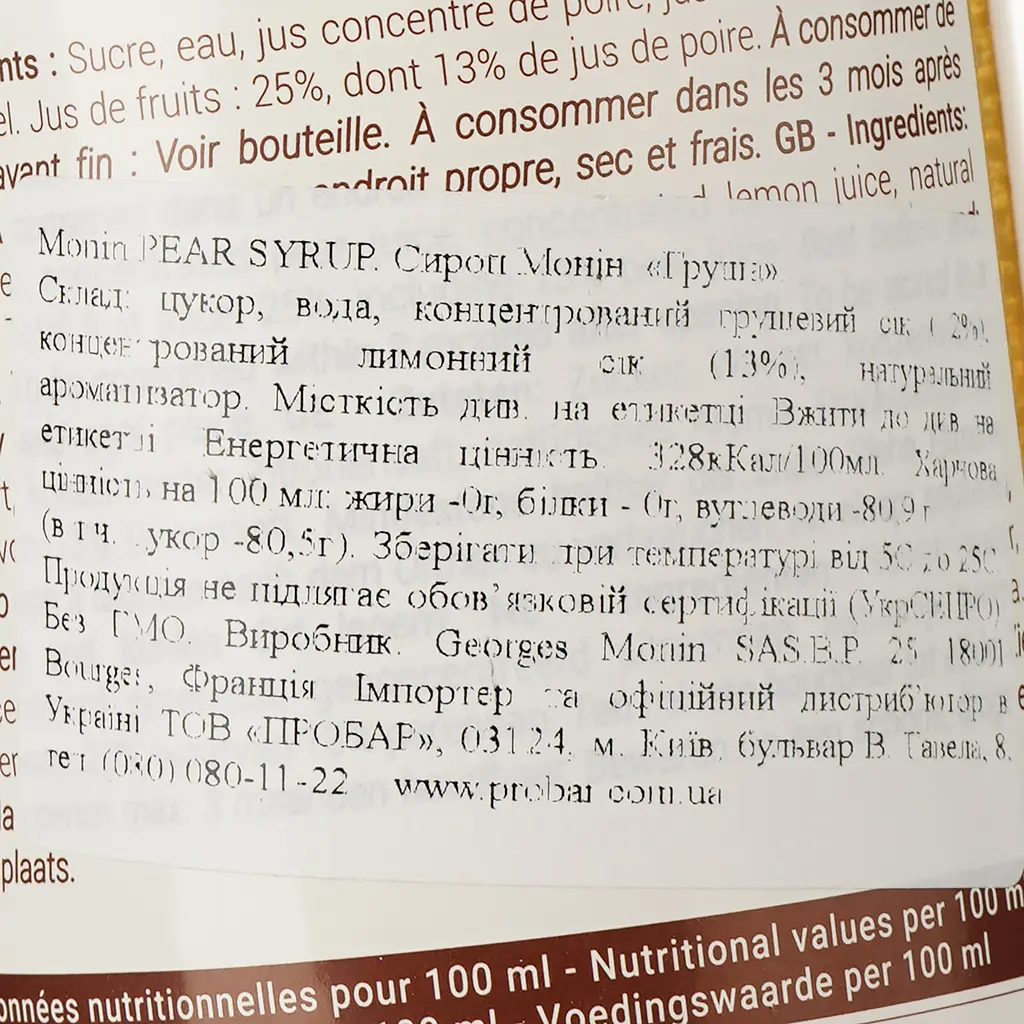 nts : Sucre, eau, jus concentré de poire,
el. Jus de fruits : 25%, dont 13% de jus de poire. À consommer de
avant fin : Voir bouteille. À consommer dans les 3 mois après
endroit propre, sec et frais. GB - Ingredients:
lemon juice, natural
Monin PEAR SYRUP. Сироп Монін «Груша»
Склад: цукор, вода, концентрований грушевий сік
концентрований лимонний сік (13%), натуральний
ароматизатор. Місткість див. на етикетці Вжити до див на
етикетці Енергетична цінність 328кКал/100мл. Харчова
цінність на 100 мл: жири -0г, білки - 0г, вуглеводи -80,9г
(в т.ч. цукор -80,5г). Зберігати при температурі від 5С до 25С
Продукція не підлягає обов'язковій сертифікації (УкрСЕПРО)
Без ГМО. Виробник. Georges Monin SAS.B.P. 25 18001
Bourges, Франція Імпортер та офіційний дистриб'ютор в
Україні ТОВ «ПРОБАР», 03124, м. Київ, бульвар В. Гавела, 8,
тел 080-11-22 www.probar.com.ua
plaats.
onnées nutritionnelles pour 100 ml - Nutritional values per 100 m
100 ml - Voedingswaarde per 100 ml